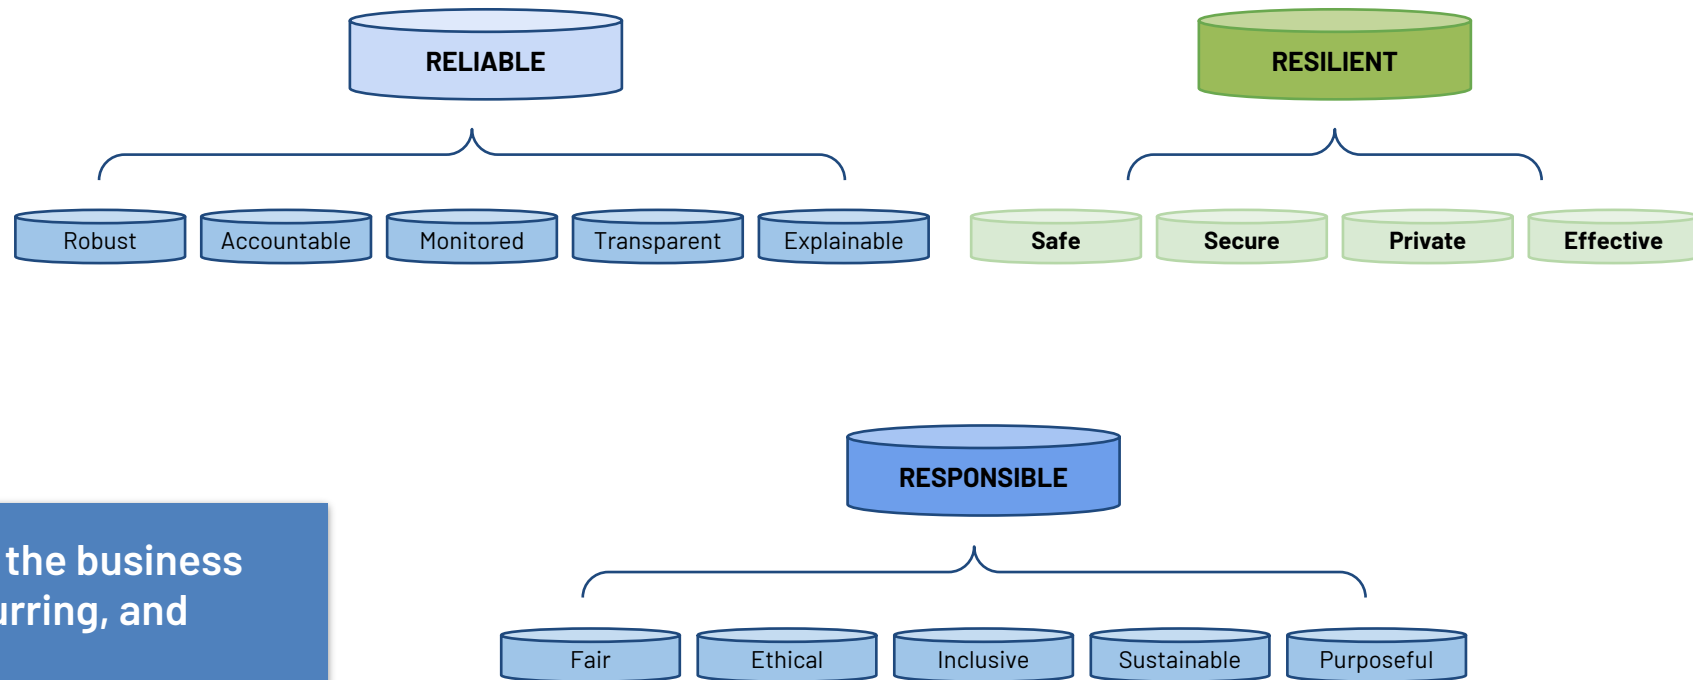 RELIABLE
RESILIENT
Robust
Accountable
Monitored
Transparent
Explainable
Safe
Secure
Private
Effective
RESPONSIBLE
the business
urring, and
Fair
Ethical
Inclusive
Sustainable
Purposeful